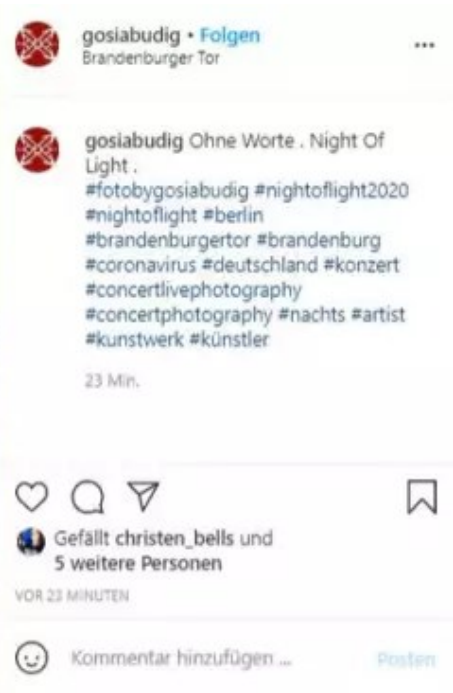 gosiabudig • Folgen
Brandenburger Tor
gosiabudig Ohne Worte . Night Of
Light .
#fotobygosiabudig #nightoflight2020
#nightoflight #berlin
#brandenburgertor #brandenburg
#coronavirus #deutschland #konzert
#concertlivephotography
#concertphotography #nachts #artist
#kunstwerk #künstler
23 Min.
Gefällt christen_bells und
5 weitere Personen
VOR 23 MINUTEN
Kommentar hinzufügen ... Posten